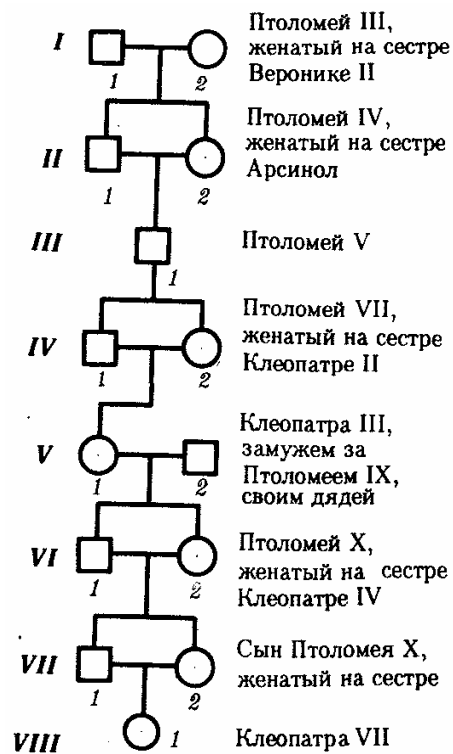 I
1
2
Птоломей III,
женатый на сестре
Веронике II
II
1
2
Птоломей IV,
женатый на сестре
Арсинол
III
1
Птоломей V
IV
1
2
Птоломей VII,
женатый на сестре
Клеопатре II
V
1
2
Клеопатра III,
замужем за
Птоломеем IX,
своим дядей
VI
1
2
Птоломей X,
женатый на сестре
Клеопатре IV
VII
1
2
Сын Птоломея X,
женатый на сестре
VIII
1
Клеопатра VII